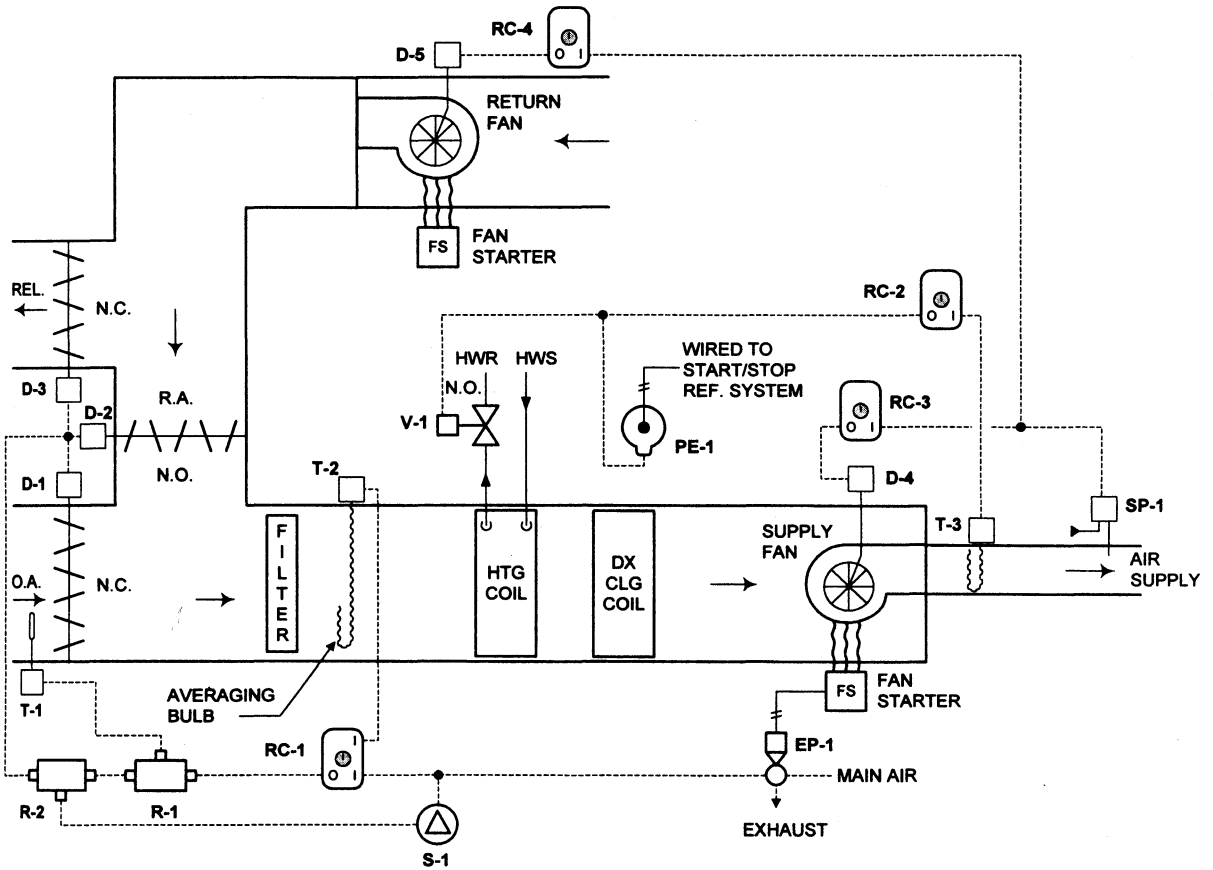 RC-4
O I
D-5
RETURN
FAN
FS
FAN
STARTER
REL.
N.C.
RC-2
O I
WIRED TO
START/STOP
REF. SYSTEM
HWR
HWS
N.O.
D-3
R.A.
D-2
RC-3
O I
V-1
PE-1
N.O.
D-1
T-2
D-4
SP-1
T-3
FILTER
SUPPLY
FAN
AIR
SUPPLY
O.A.
N.C.
HTG
COIL
DX
CLG
COIL
T-1
AVERAGING
BULB
FS
FAN
STARTER
RC-1
I
O I
EP-1
MAIN AIR
R-2
R-1
EXHAUST
S-1